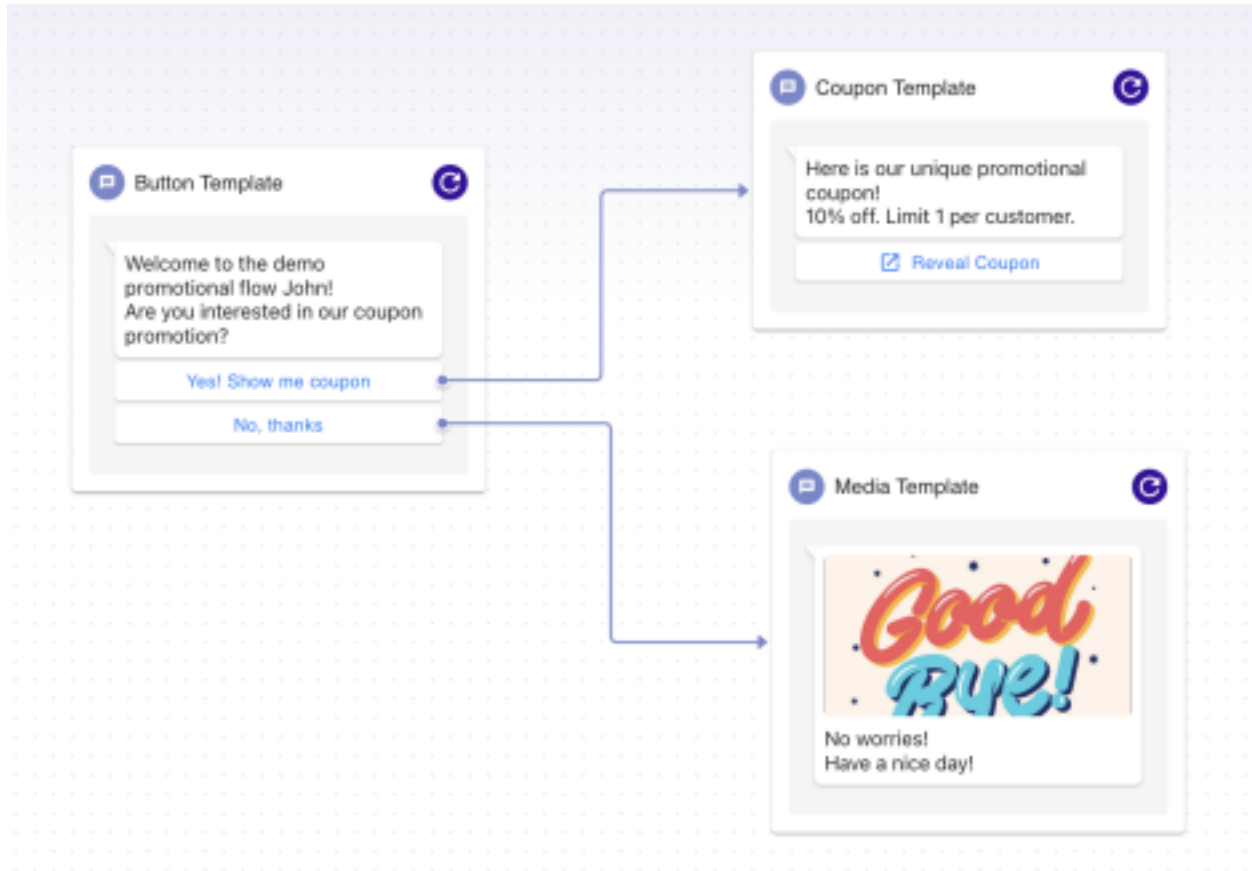 Button Template
Welcome to the demo
promotional flow John!
Are you interested in our coupon
promotion?
Yes! Show me coupon
No, thanks
Coupon Template
Here is our unique promotional
coupon!
10% off. Limit 1 per customer.
Reveal Coupon
Media Template
Good
Bye!
No worries!
Have a nice day!